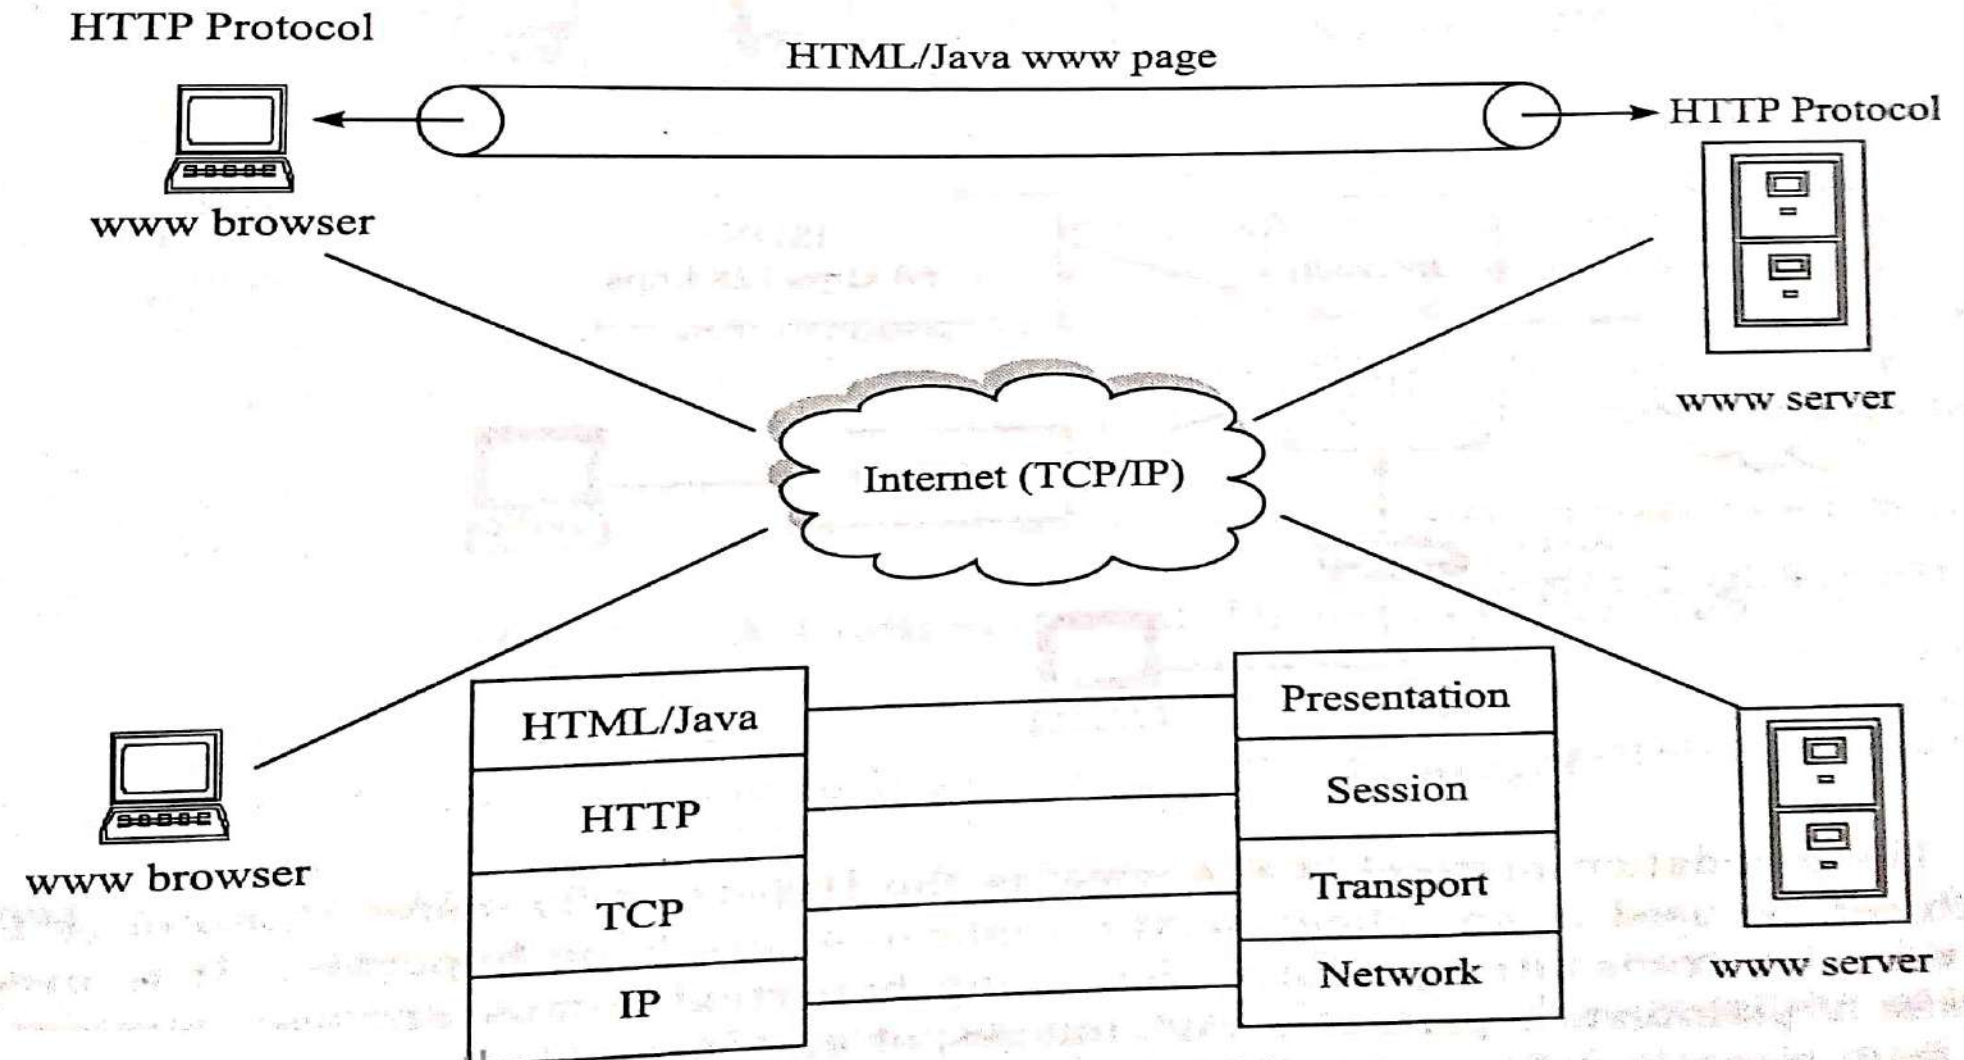 HTTP Protocol
HTML/Java www page
HTTP Protocol
www browser
www server
Internet (TCP/IP)
HTML/Java
HTTP
TCP
IP
Presentation
Session
Transport
Network
www browser
www server